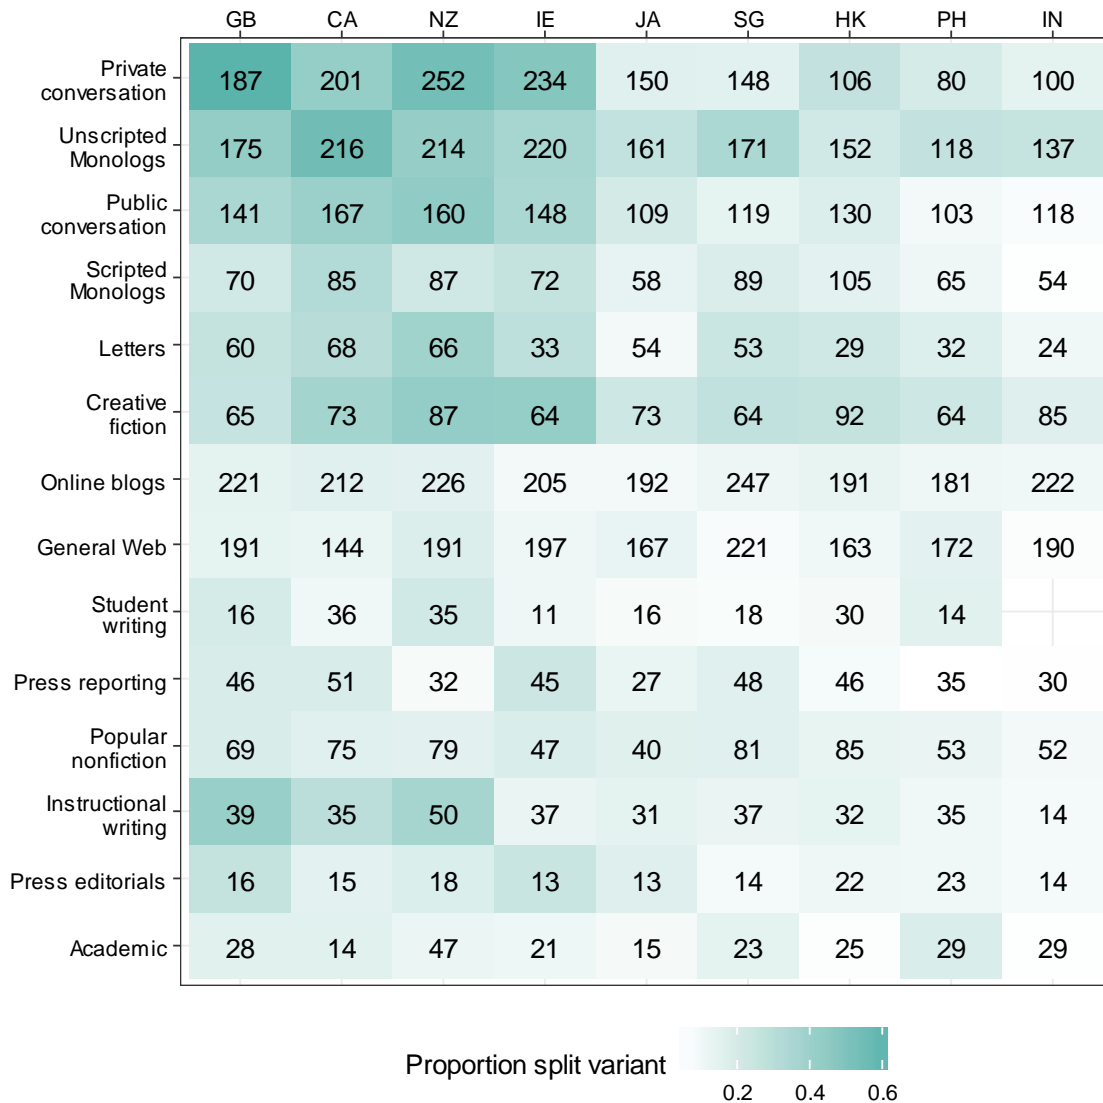 GB CA NZ IE JA SG HK PH IN
Private
conversation
187 201 252 234 150 148 106 80 100
Unscripted
Monologs
175 216 214 220 161 171 152 118 137
Public
conversation
141 167 160 148 109 119 130 103 118
Scripted
Monologs
70 85 87 72 58 89 105 65 54
Letters 60 68 66 33 54 53 29 32 24
Creative
fiction
65 73 87 64 73 64 92 64 85
Online blogs 221 212 226 205 192 247 191 181 222
General Web 191 144 191 197 167 221 163 172 190
Student
writing
16 36 35 11 16 18 30 14
Press reporting 46 51 32 45 27 48 46 35 30
Popular
nonfiction
69 75 79 47 40 81 85 53 52
Instructional
writing
39 35 50 37 31 37 32 35 14
Press editorials 16 15 18 13 13 14 22 23 14
Academic 28 14 47 21 15 23 25 29 29
Proportion split variant
0.2 0.4 0.6